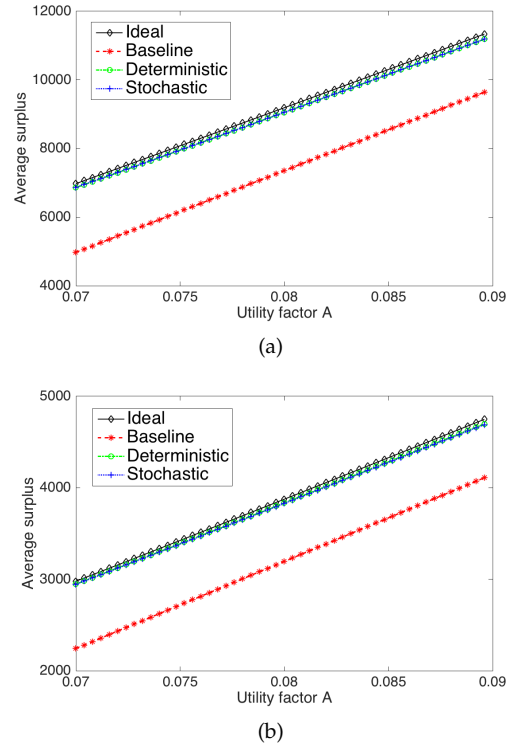 12000
10000
8000
6000
4000
Average surplus
Ideal
Baseline
Deterministic
Stochastic
0.07
0.075
0.08
0.085
0.09
Utility factor A
(a)
5000
4000
3000
2000
Average surplus
Ideal
Baseline
Deterministic
Stochastic
0.07
0.075
0.08
0.085
0.09
Utility factor A
(b)